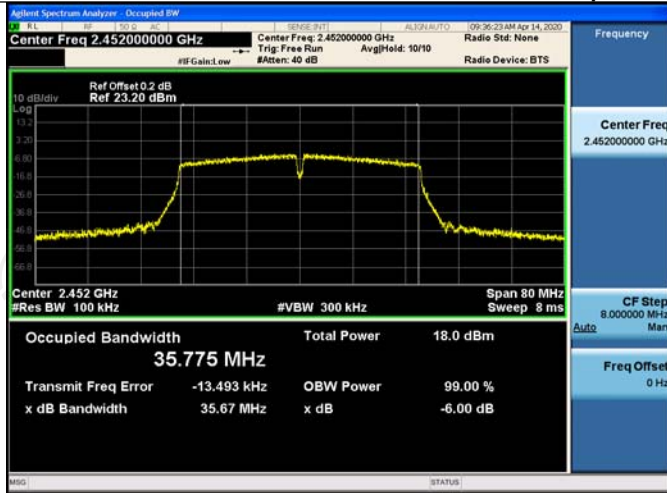 Agilent Spectrum Analyzer - Occupied BW
RL RF 50 Ω AC SENSE:INT ALIGNAUTO 09:36:23 AM Apr 14, 2020
Center Freq 2.452000000 GHz
Center Freq: 2.452000000 GHz
Radio Std: None
Trig: Free Run Avg|Hold: 10/10
#IFGain:Low #Atten: 40 dB Radio Device: BTS
Frequency
Ref Offset 0.2 dB
10 dB/div Ref 23.20 dBm
Log
13.2
3.20
-6.80
-16.8
-26.8
-36.8
-46.8
-56.8
-66.8
Center 2.452 GHz Span 80 MHz
#Res BW 100 kHz #VBW 300 kHz Sweep 8 ms
Occupied Bandwidth Total Power 18.0 dBm
35.775 MHz
Transmit Freq Error -13.493 kHz OBW Power 99.00 %
x dB Bandwidth 35.67 MHz x dB -6.00 dB
Center Freq
2.452000000 GHz
CF Step
8.000000 MHz
Auto Man
Freq Offset
0 Hz
MSG STATUS